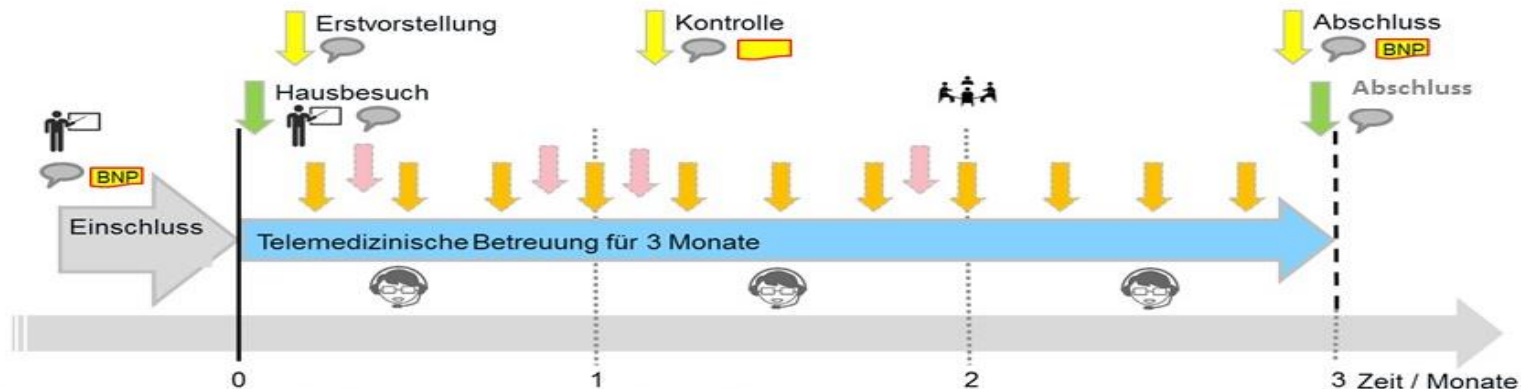 Erstvorstellung
Kontrolle
Abschluss
BNP
Hausbesuch
Abschluss
BNP
Einschluss
Telemedizinische Betreuung für 3 Monate
0
1
2
3 Zeit / Monate